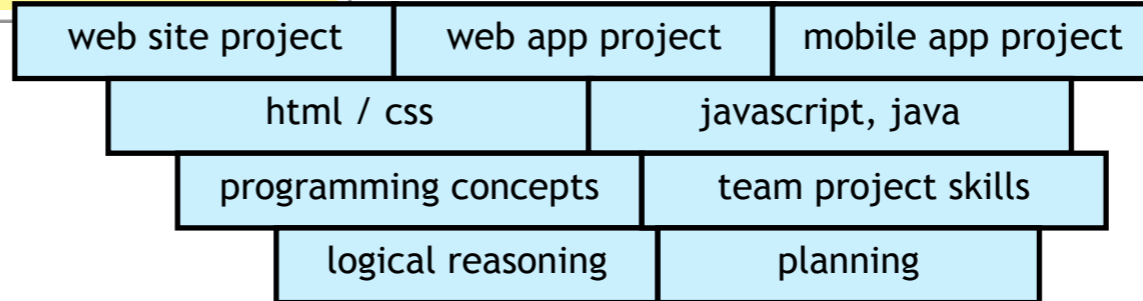 web site project web app project mobile app project
html / css javascript, java
programming concepts team project skills
logical reasoning planning